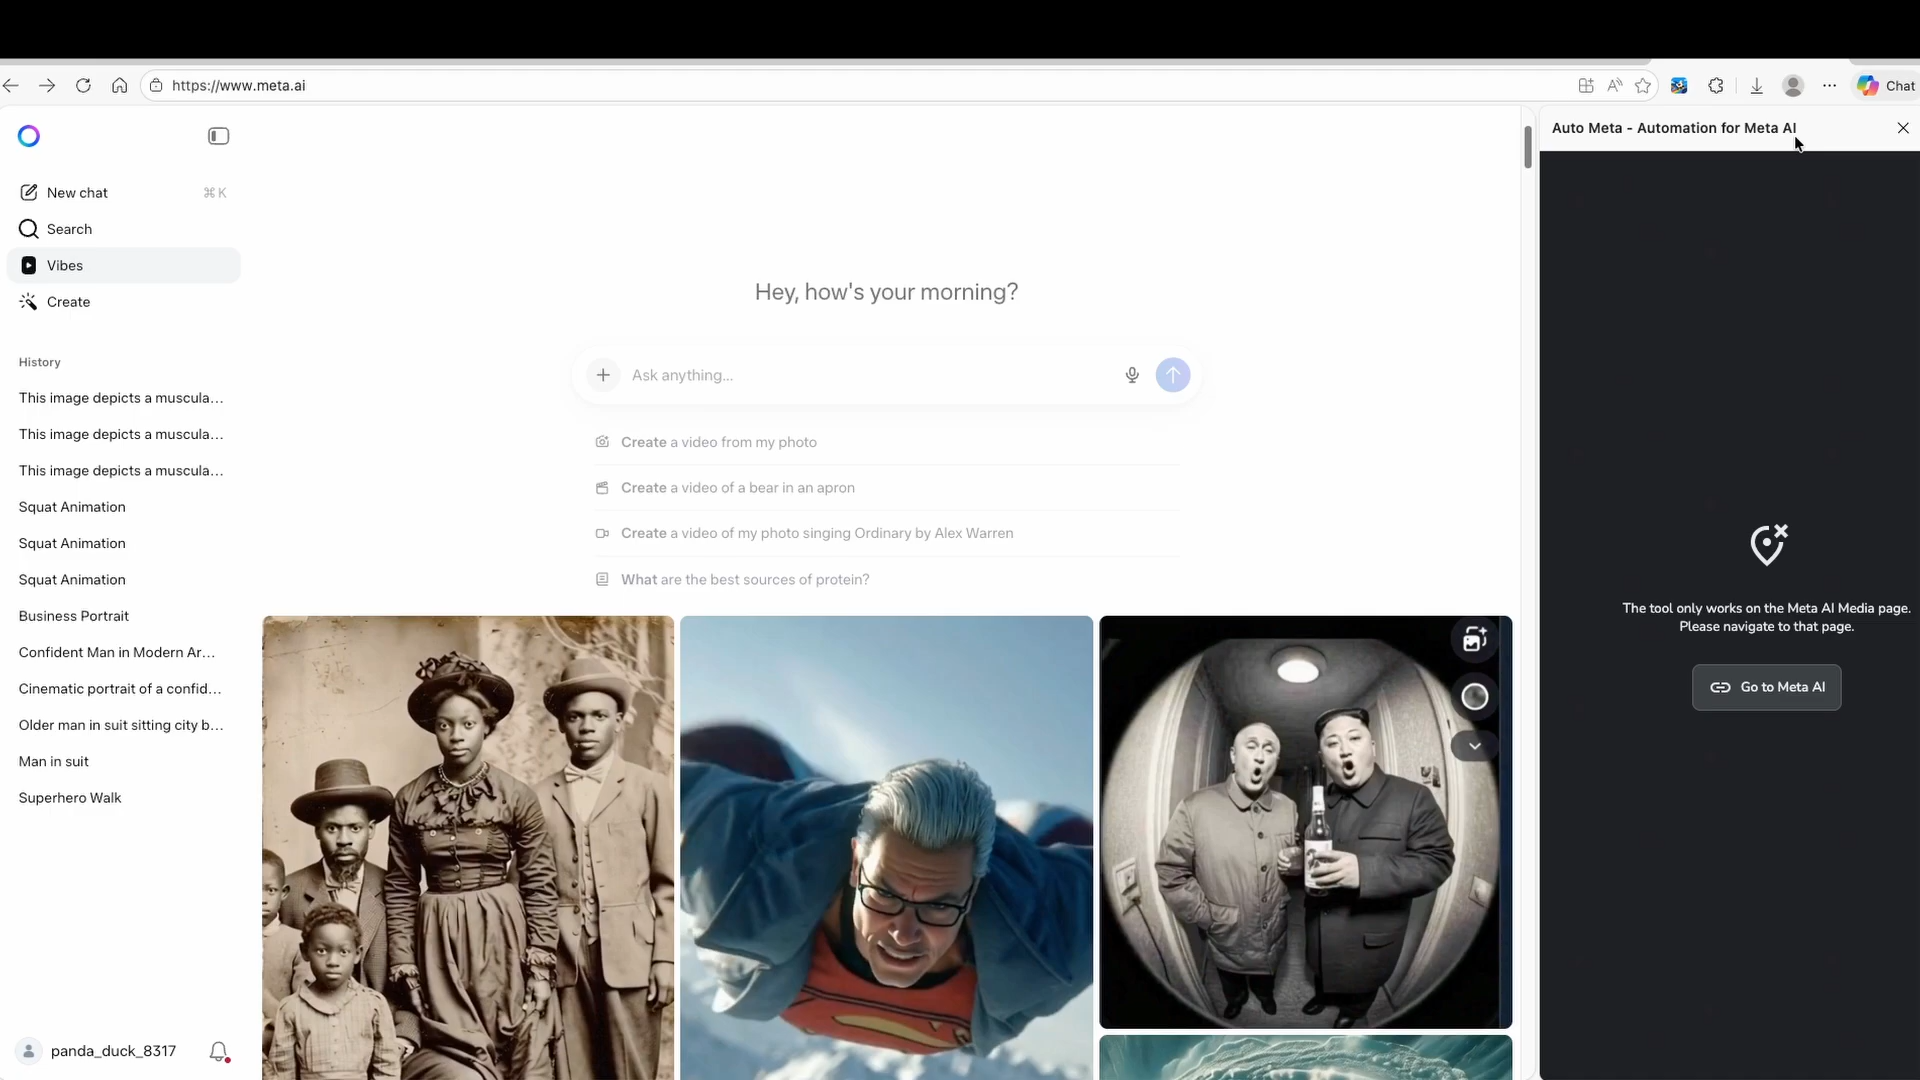 https://www.meta.ai
Chat
New chat
⌘ K
Search
Vibes
Create
History
This image depicts a muscula...
This image depicts a muscula...
This image depicts a muscula...
Squat Animation
Squat Animation
Squat Animation
Business Portrait
Confident Man in Modern Ar...
Cinematic portrait of a confid...
Older man in suit sitting city b...
Man in suit
Superhero Walk
panda_duck_8317
Hey, how's your morning?
Ask anything...
Create a video from my photo
Create a video of a bear in an apron
Create a video of my photo singing Ordinary by Alex Warren
What are the best sources of protein?
Auto Meta - Automation for Meta AI
The tool only works on the Meta AI Media page.
Please navigate to that page.
Go to Meta AI